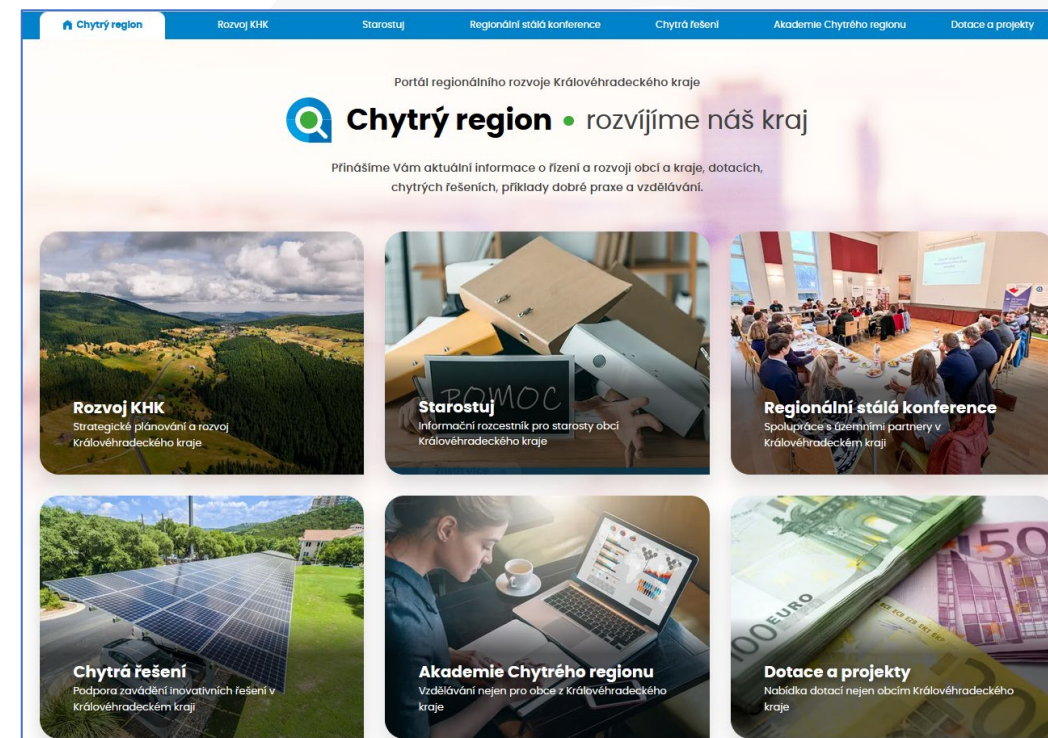 Chytrý region
Rozvoj KHK
Starostuj
Regionální stálá konference
Chytrá řešení
Akademie Chytrého regionu
Dotace a projekty
Portál regionálního rozvoje Královéhradeckého kraje
Chytrý region • rozvíjíme náš kraj
Přinášíme Vám aktuální informace o řízení a rozvoji obcí a kraje, dotacích,
chytrých řešeních, příklady dobré praxe a vzdělávání.
Rozvoj KHK
Strategické plánování a rozvoj
Královéhradeckého kraje
POMOC
Starostuj
Informační rozcestník pro starosty obcí
Královéhradeckého kraje
Regionální stálá konference
Spolupráce s územními partnery v
Královéhradeckém kraji
Chytrá řešení
Podpora zavádění inovativních řešení v
Královéhradeckém kraji
Akademie Chytrého regionu
Vzdělávání nejen pro obce z Královéhradeckého
kraje
100 EURO
50
Dotace a projekty
Nabídka dotací nejen obcím Královéhradeckého
kraje